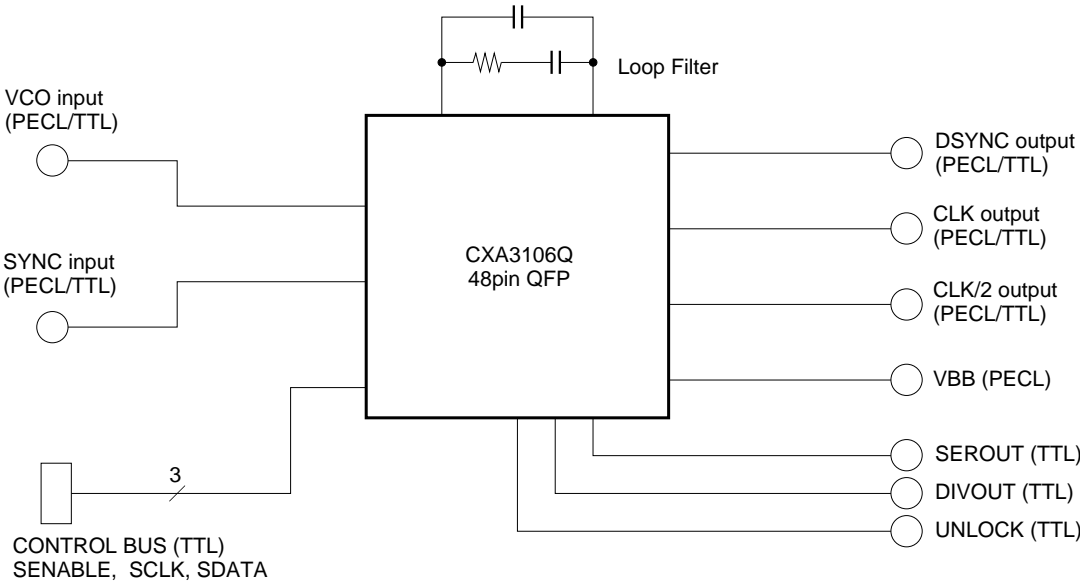 Loop Filter
VCO input
(PECL/TTL)
DSYNC output
(PECL/TTL)
CLK output
(PECL/TTL)
SYNC input
(PECL/TTL)
CXA3106Q
48pin QFP
CLK/2 output
(PECL/TTL)
VBB (PECL)
SEROUT (TTL)
3
DIVOUT (TTL)
UNLOCK (TTL)
CONTROL BUS (TTL)
SENABLE, SCLK, SDATA